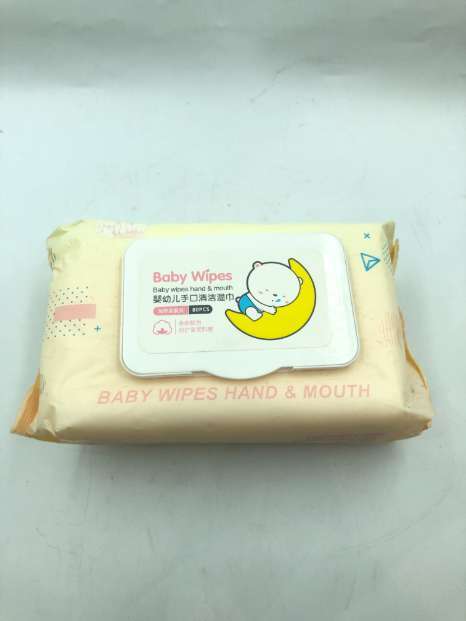 Baby Wipes
Baby wipes hand & mouth
婴幼儿手口清洁湿巾
80PCS
BABY WIPES HAND & MOUTH